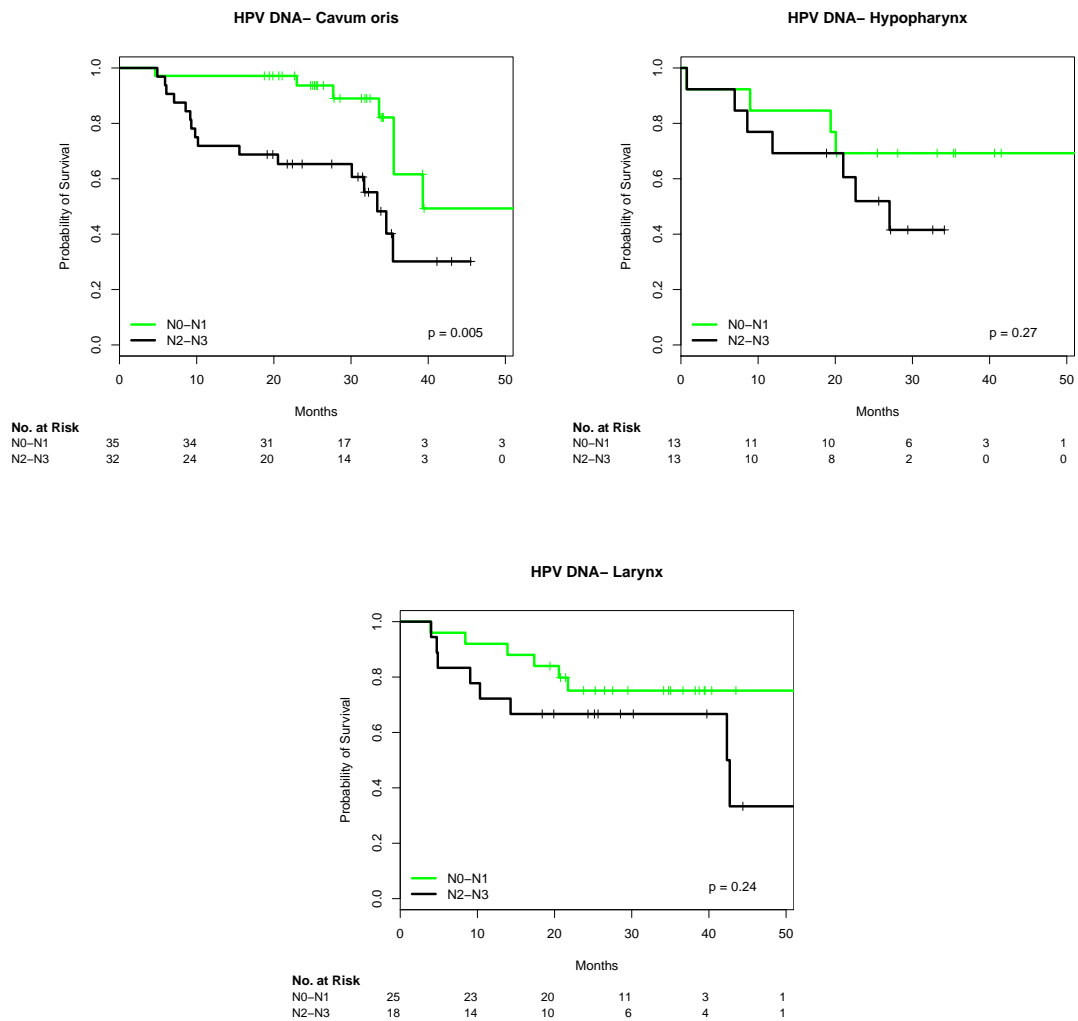 HPV DNA− Cavum oris
Probability of Survival
1.0
0.8
0.6
0.4
0.2
0.0
N0−N1
N2−N3
p = 0.005
0 10 20 30 40 50
Months
No. at Risk
N0−N1 35 34 31 17 3 3
N2−N3 32 24 20 14 3 0
HPV DNA− Hypopharynx
Probability of Survival
1.0
0.8
0.6
0.4
0.2
0.0
N0−N1
N2−N3
p = 0.27
0 10 20 30 40 50
Months
No. at Risk
N0−N1 13 11 10 6 3 1
N2−N3 13 10 8 2 0 0
HPV DNA− Larynx
Probability of Survival
1.0
0.8
0.6
0.4
0.2
0.0
N0−N1
N2−N3
p = 0.24
0 10 20 30 40 50
Months
No. at Risk
N0−N1 25 23 20 11 3 1
N2−N3 18 14 10 6 4 1